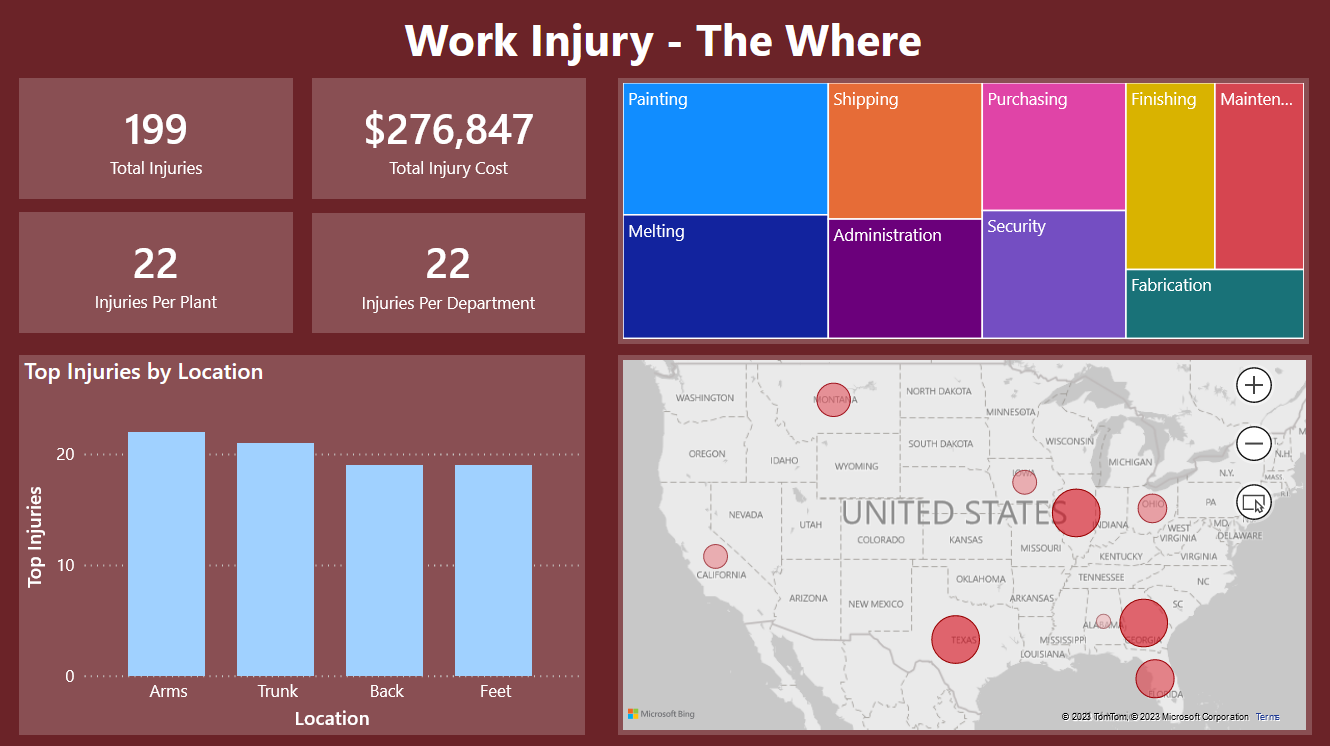 Work Injury - The Where
199
Total Injuries
$276,847
Total Injury Cost
22
Injuries Per Plant
22
Injuries Per Department
Painting
Shipping
Purchasing
Finishing
Mainten...
Melting
Administration
Security
Fabrication
Top Injuries by Location
Top Injuries
20
10
0
Arms
Trunk
Back
Feet
Location
WASHINGTON
MONTANA
NORTH DAKOTA
MINNESOTA
OREGON
IDAHO
WYOMING
SOUTH DAKOTA
WISCONSIN
MICHIGAN
N.Y.
N.H.
MASS.
RI
IOWA
NEVADA
UTAH
UNITED STATES
COLORADO
KANSAS
MISSOURI
INDIANA
OHIO
PA
WEST
VIRGINIA
MD.
DELAWARE
KENTUCKY
VIRGINIA
CALIFORNIA
ARIZONA
NEW MEXICO
OKLAHOMA
ARKANSAS
TENNESSEE
NC
SC
TEXAS
LOUISIANA
MISSISSIPPI
ALABAMA
GEORGIA
FLORIDA
Microsoft Bing
© 2023 TomTom, © 2023 Microsoft Corporation Terms